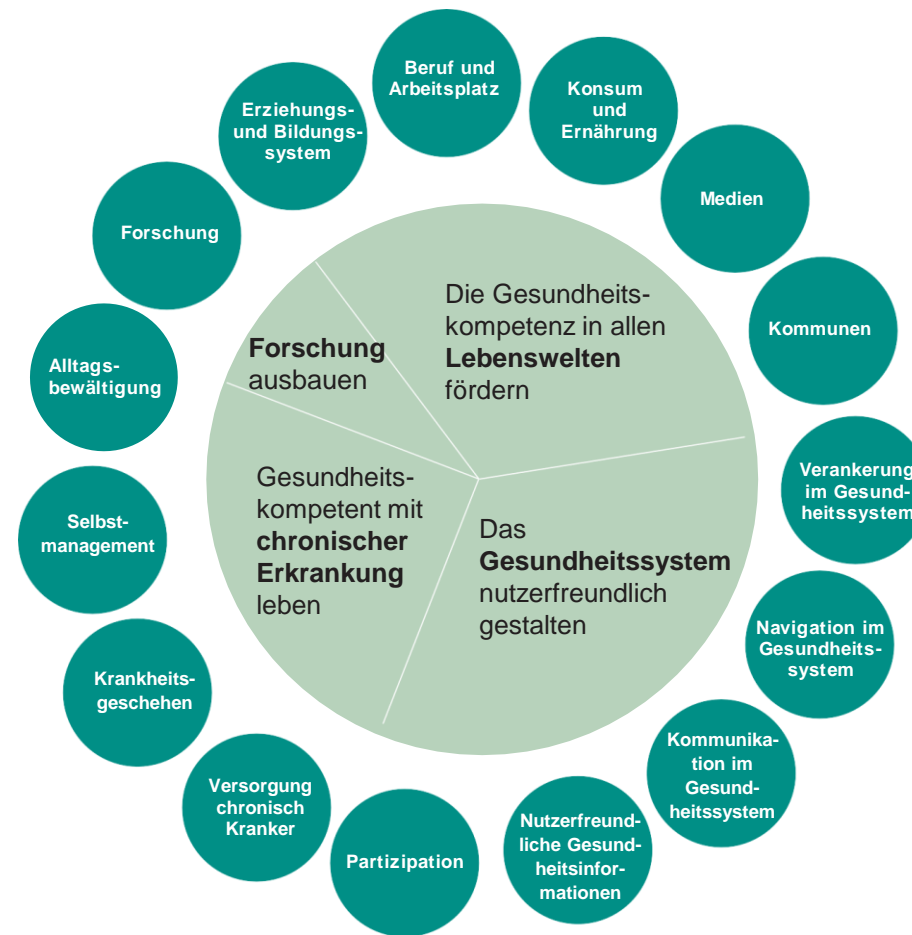 Beruf und
Arbeitsplatz
Konsum
und
Ernährung
Medien
Kommunen
Verankerung
im Gesund-
heitssystem
Navigation im
Gesundheits-
system
Kommunika-
tion im
Gesund-
heitssystem
Nutzerfreund-
liche Gesund-
heitsinfor-
mationen
Partizipation
Versorgung
chronisch
Kranker
Krankheits-
geschehen
Selbst-
management
Alltags-
bewältigung
Forschung
Erziehungs-
und Bildungs-
system
Die Gesundheits-
kompetenz in allen
Lebenswelten
fördern
Das
Gesundheitssystem
nutzerfreundlich
gestalten
Gesundheits-
kompetent mit
chronischer
Erkrankung
leben
Forschung
ausbauen